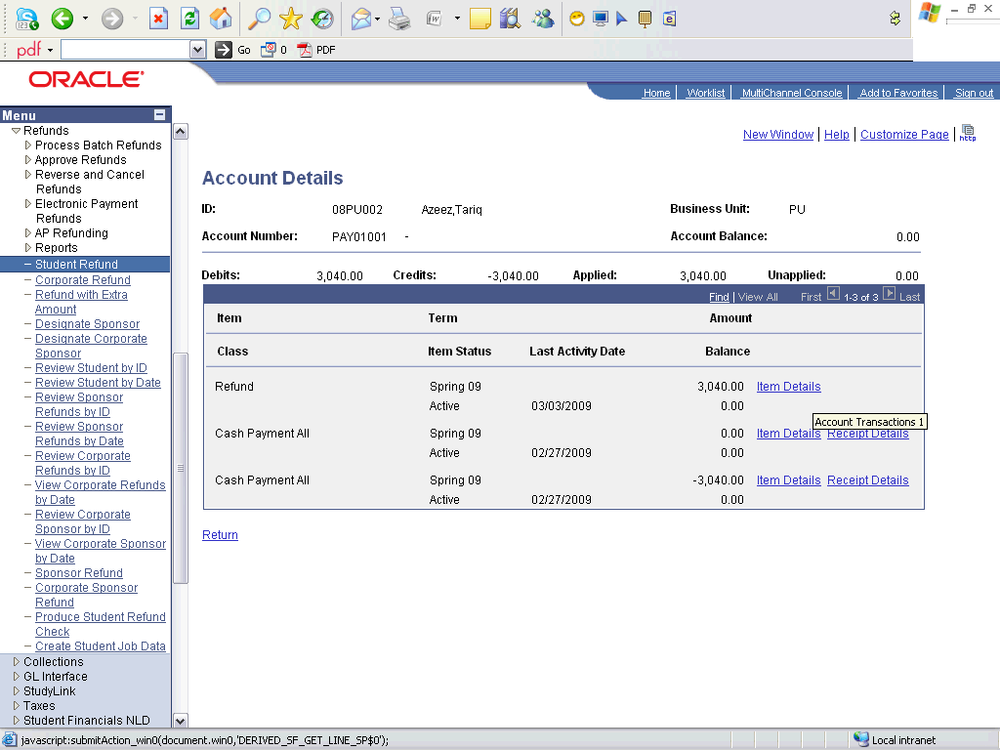 pdf Go 0 PDF
ORACLE
Home Worklist MultiChannel Console Add to Favorites Sign out
Menu
Refunds
Process Batch Refunds
Approve Refunds
Reverse and Cancel
Refunds
Electronic Payment
Refunds
AP Refunding
Reports
Student Refund
Corporate Refund
Refund with Extra
Amount
Designate Sponsor
Designate Corporate
Sponsor
Review Student by ID
Review Student by Date
Review Sponsor
Refunds by ID
Review Sponsor
Refunds by Date
Review Corporate
Refunds by ID
View Corporate Refunds
by Date
Review Corporate
Sponsor by ID
View Corporate Sponsor
by Date
Sponsor Refund
Corporate Sponsor
Refund
Produce Student Refund
Check
Create Student Job Data
Collections
GL Interface
StudyLink
Taxes
Student Financials NLD
New Window | Help | Customize Page | http
Account Details
ID: 08PU002 Azeez,Tariq Business Unit: PU
Account Number: PAY01001 - Account Balance: 0.00
Debits: 3,040.00 Credits: -3,040.00 Applied: 3,040.00 Unapplied: 0.00
Find | View All First 1-3 of 3 Last
Item Term Amount
Class Item Status Last Activity Date Balance
Refund Spring 09 3,040.00 Item Details
Active 03/03/2009 0.00
Account Transactions 1
Cash Payment All Spring 09 0.00 Item Details Receipt Details
Active 02/27/2009 0.00
Cash Payment All Spring 09 -3,040.00 Item Details Receipt Details
Active 02/27/2009 0.00
Return
javascript:submitAction_win0(document.win0,'DERIVED_SF_GET_LINE_SP$0'); Local intranet